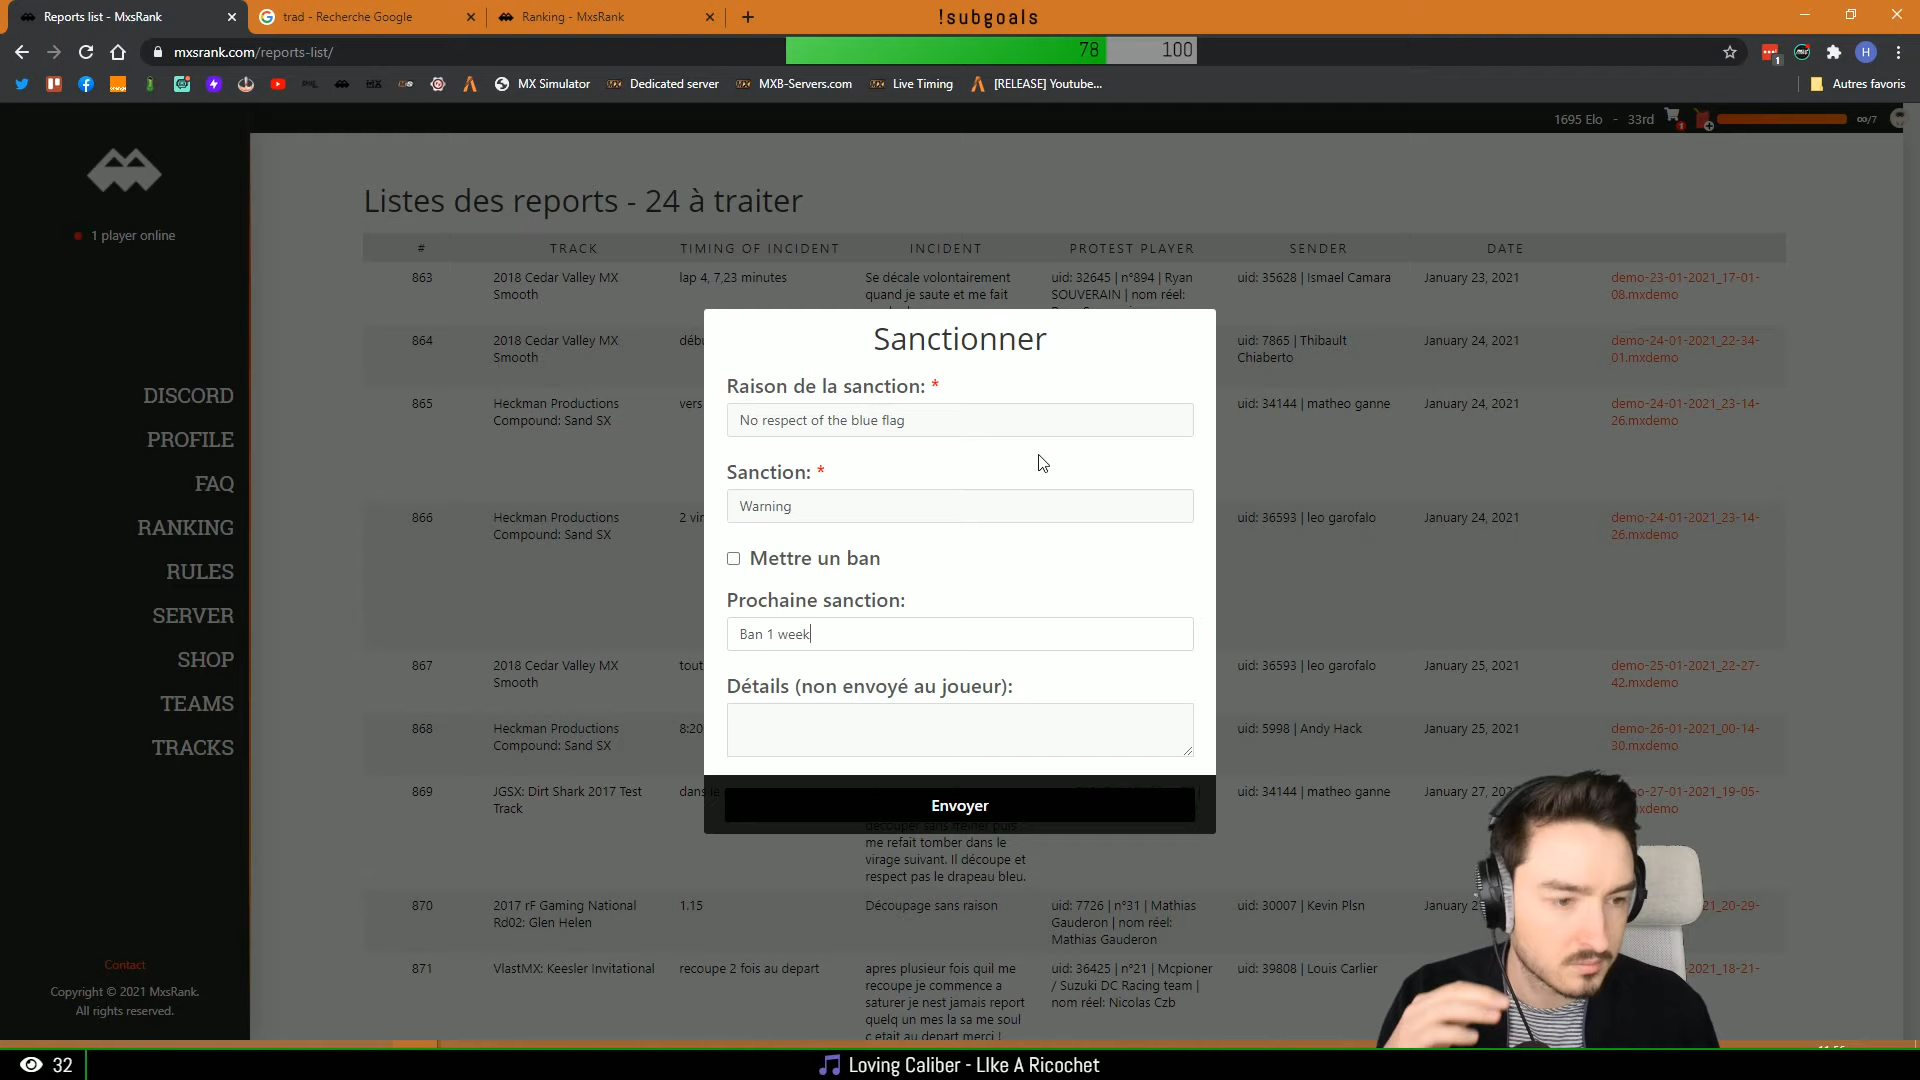 Reports list - MxsRank
trad - Recherche Google
Ranking - MxsRank
!subgoals
mxsrank.com/reports-list/
78
100
1
H
MX Simulator
Dedicated server
MXB-Servers.com
Live Timing
[RELEASE] Youtube...
Autres favoris
1695 Elo - 33rd
∞/7
1 player online
DISCORD
PROFILE
FAQ
RANKING
RULES
SERVER
SHOP
TEAMS
TRACKS
Contact
Copyright © 2021 MxsRank.
All rights reserved.
Listes des reports - 24 à traiter
# TRACK TIMING OF INCIDENT INCIDENT PROTEST PLAYER SENDER DATE
863 2018 Cedar Valley MX Smooth lap 4, 7,23 minutes Se décale volontairement quand je saute et me fait uid: 32645 | n°894 | Ryan SOUVERAIN | nom réel: uid: 35628 | Ismael Camara January 23, 2021 demo-23-01-2021_17-01-08.mxdemo
864 2018 Cedar Valley MX Smooth uid: 7865 | Thibault Chiaberto January 24, 2021 demo-24-01-2021_22-34-01.mxdemo
865 Heckman Productions Compound: Sand SX vers uid: 34144 | matheo ganne January 24, 2021 demo-24-01-2021_23-14-26.mxdemo
866 Heckman Productions Compound: Sand SX 2 vir uid: 36593 | leo garofalo January 24, 2021 demo-24-01-2021_23-14-26.mxdemo
867 2018 Cedar Valley MX Smooth tout uid: 36593 | leo garofalo January 25, 2021 demo-25-01-2021_22-27-42.mxdemo
868 Heckman Productions Compound: Sand SX 8:20 uid: 5998 | Andy Hack January 25, 2021 demo-26-01-2021_00-14-30.mxdemo
869 JGSX: Dirt Shark 2017 Test Track dans le me refait tomber dans le virage suivant. Il découpe et respect pas le drapeau bleu. uid: 34144 | matheo ganne January 27, 2021
870 2017 rF Gaming National Rd02: Glen Helen 1.15 Découpage sans raison uid: 7726 | n°31 | Mathias Gauderon | nom réel: Mathias Gauderon uid: 30007 | Kevin Plsn January
871 VlastMX: Keesler Invitational recoupe 2 fois au depart apres plusieur fois quil me recoupe je commence a saturer je nest jamais report quelq un mes la sa me soul c etait au depart merci ! uid: 36425 | n°21 | Mcpioner / Suzuki DC Racing team | nom réel: Nicolas Czb uid: 39808 | Louis Carlier January
Sanctionner
Raison de la sanction: *
No respect of the blue flag
Sanction: *
Warning
Mettre un ban
Prochaine sanction:
Ban 1 week
Détails (non envoyé au joueur):
Envoyer
32
Loving Caliber - LIke A Ricochet